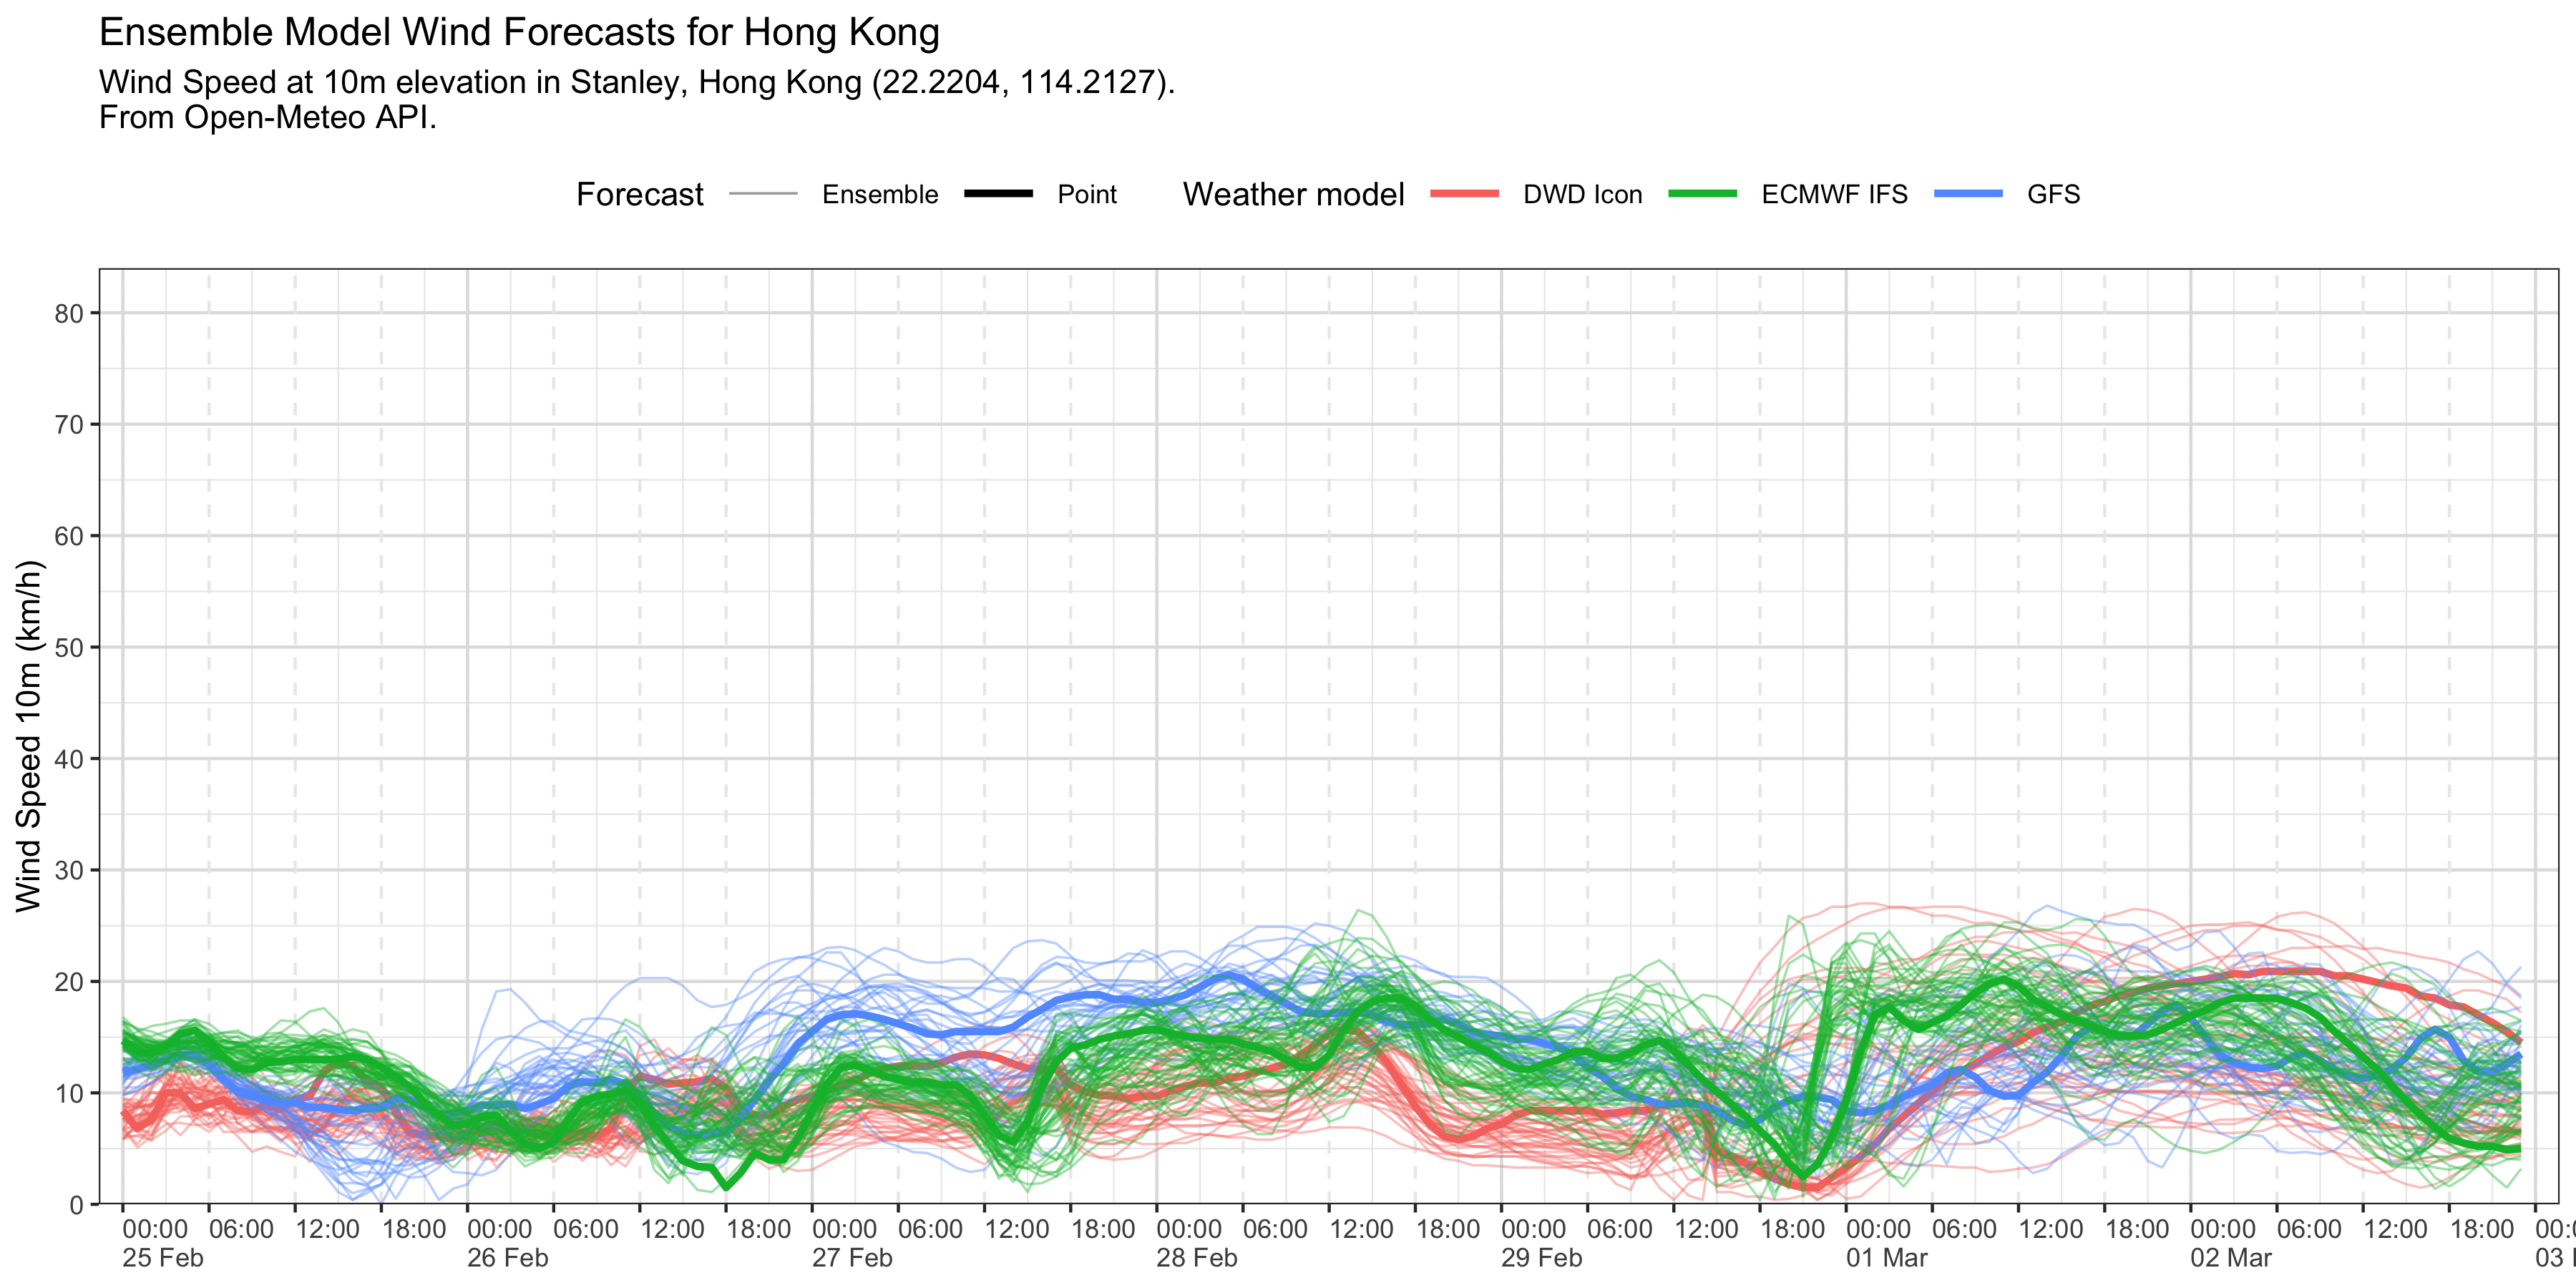 Ensemble Model Wind Forecasts for Hong Kong
Wind Speed at 10m elevation in Stanley, Hong Kong (22.2204, 114.2127).
From Open-Meteo API.
Forecast Ensemble Point Weather model DWD Icon ECMWF IFS GFS
Wind Speed 10m (km/h)
80
70
60
50
40
30
20
10
0
00:00 06:00 12:00 18:00 00:00 06:00 12:00 18:00 00:00 06:00 12:00 18:00 00:00 06:00 12:00 18:00 00:00 06:00 12:00 18:00 00:00 06:00 12:00 18:00 00:00 06:00 12:00 18:00
25 Feb 26 Feb 27 Feb 28 Feb 29 Feb 01 Mar 02 Mar 03